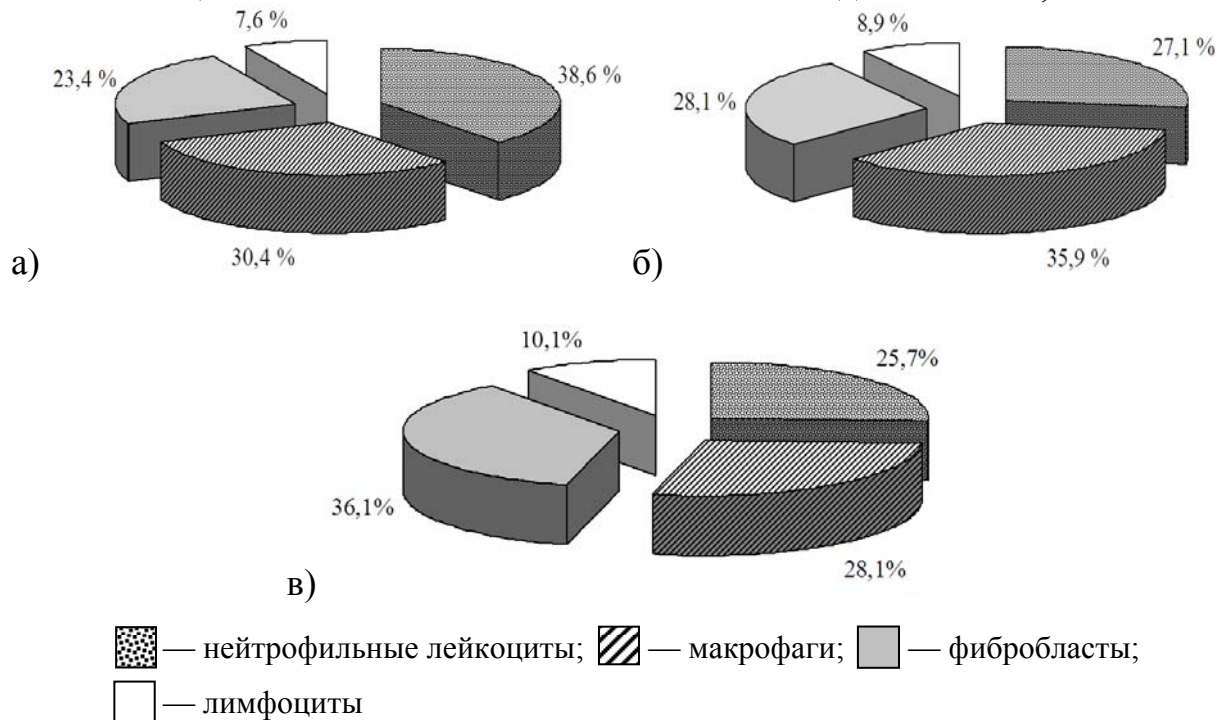 7,6 %
23,4 %
38,6 %
30,4 %
а)
8,9 %
27,1 %
28,1 %
35,9 %
б)
10,1%
25,7%
36,1%
28,1%
в)
— нейтрофильные лейкоциты; — макрофаги; — фибробласты;
— лимфоциты